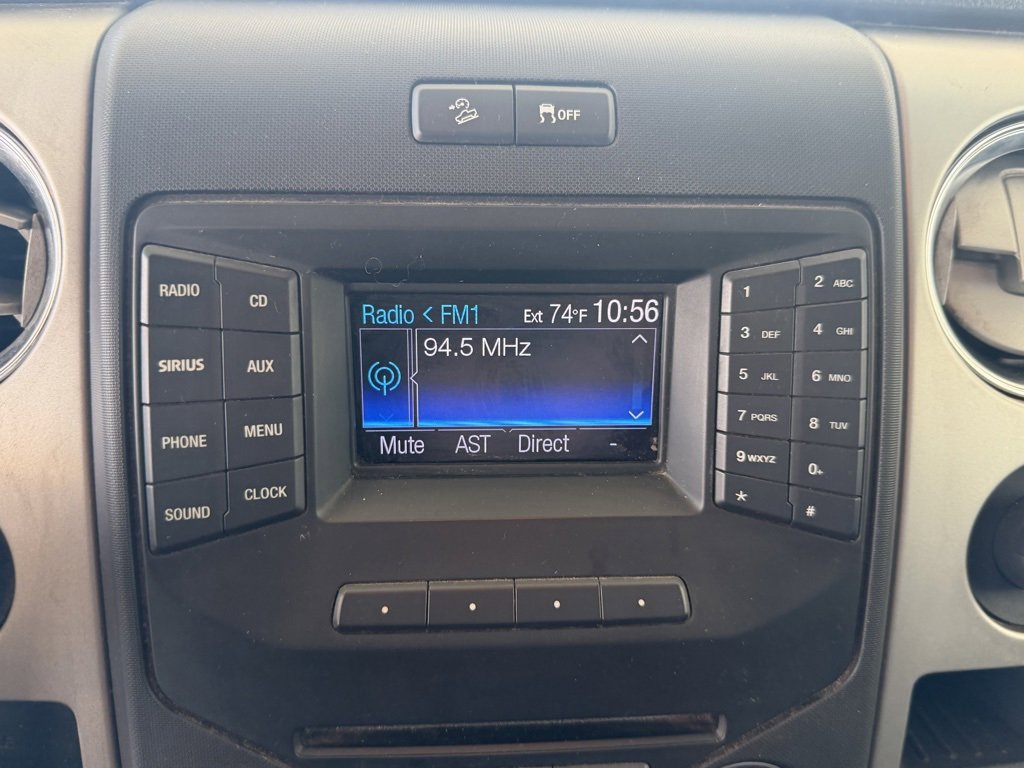 OFF
RADIO
CD
SIRIUS
AUX
PHONE
MENU
SOUND
CLOCK
Radio < FM1 Ext 74°F 10:56
94.5 MHz
Mute AST Direct -
1
2 ABC
3 DEF
4 GHI
5 JKL
6 MNO
7 PQRS
8 TUV
9 WXYZ
0+
*
#